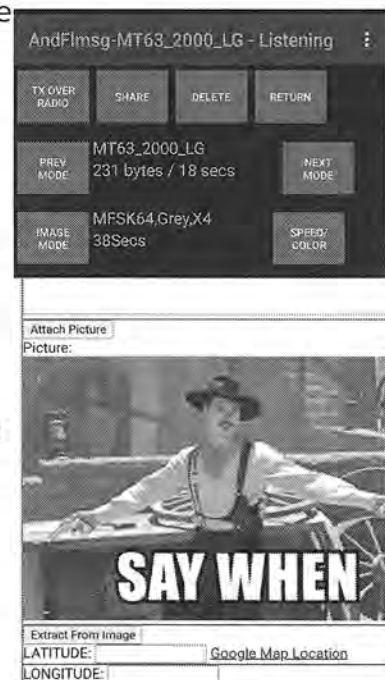 e
AndFlmsg-MT63_2000_LG - Listening
TX OVER RADIO
SHARE
DELETE
RETURN
PREV MODE
MT63_2000_LG
231 bytes / 18 secs
NEXT MODE
IMAGE MODE
MFSK64,Grey,X4
38Secs
SPEED/ COLOR
Attach Picture
Picture:
SAY WHEN
Extract From Image
LATITUDE: Google Map Location
LONGITUDE: